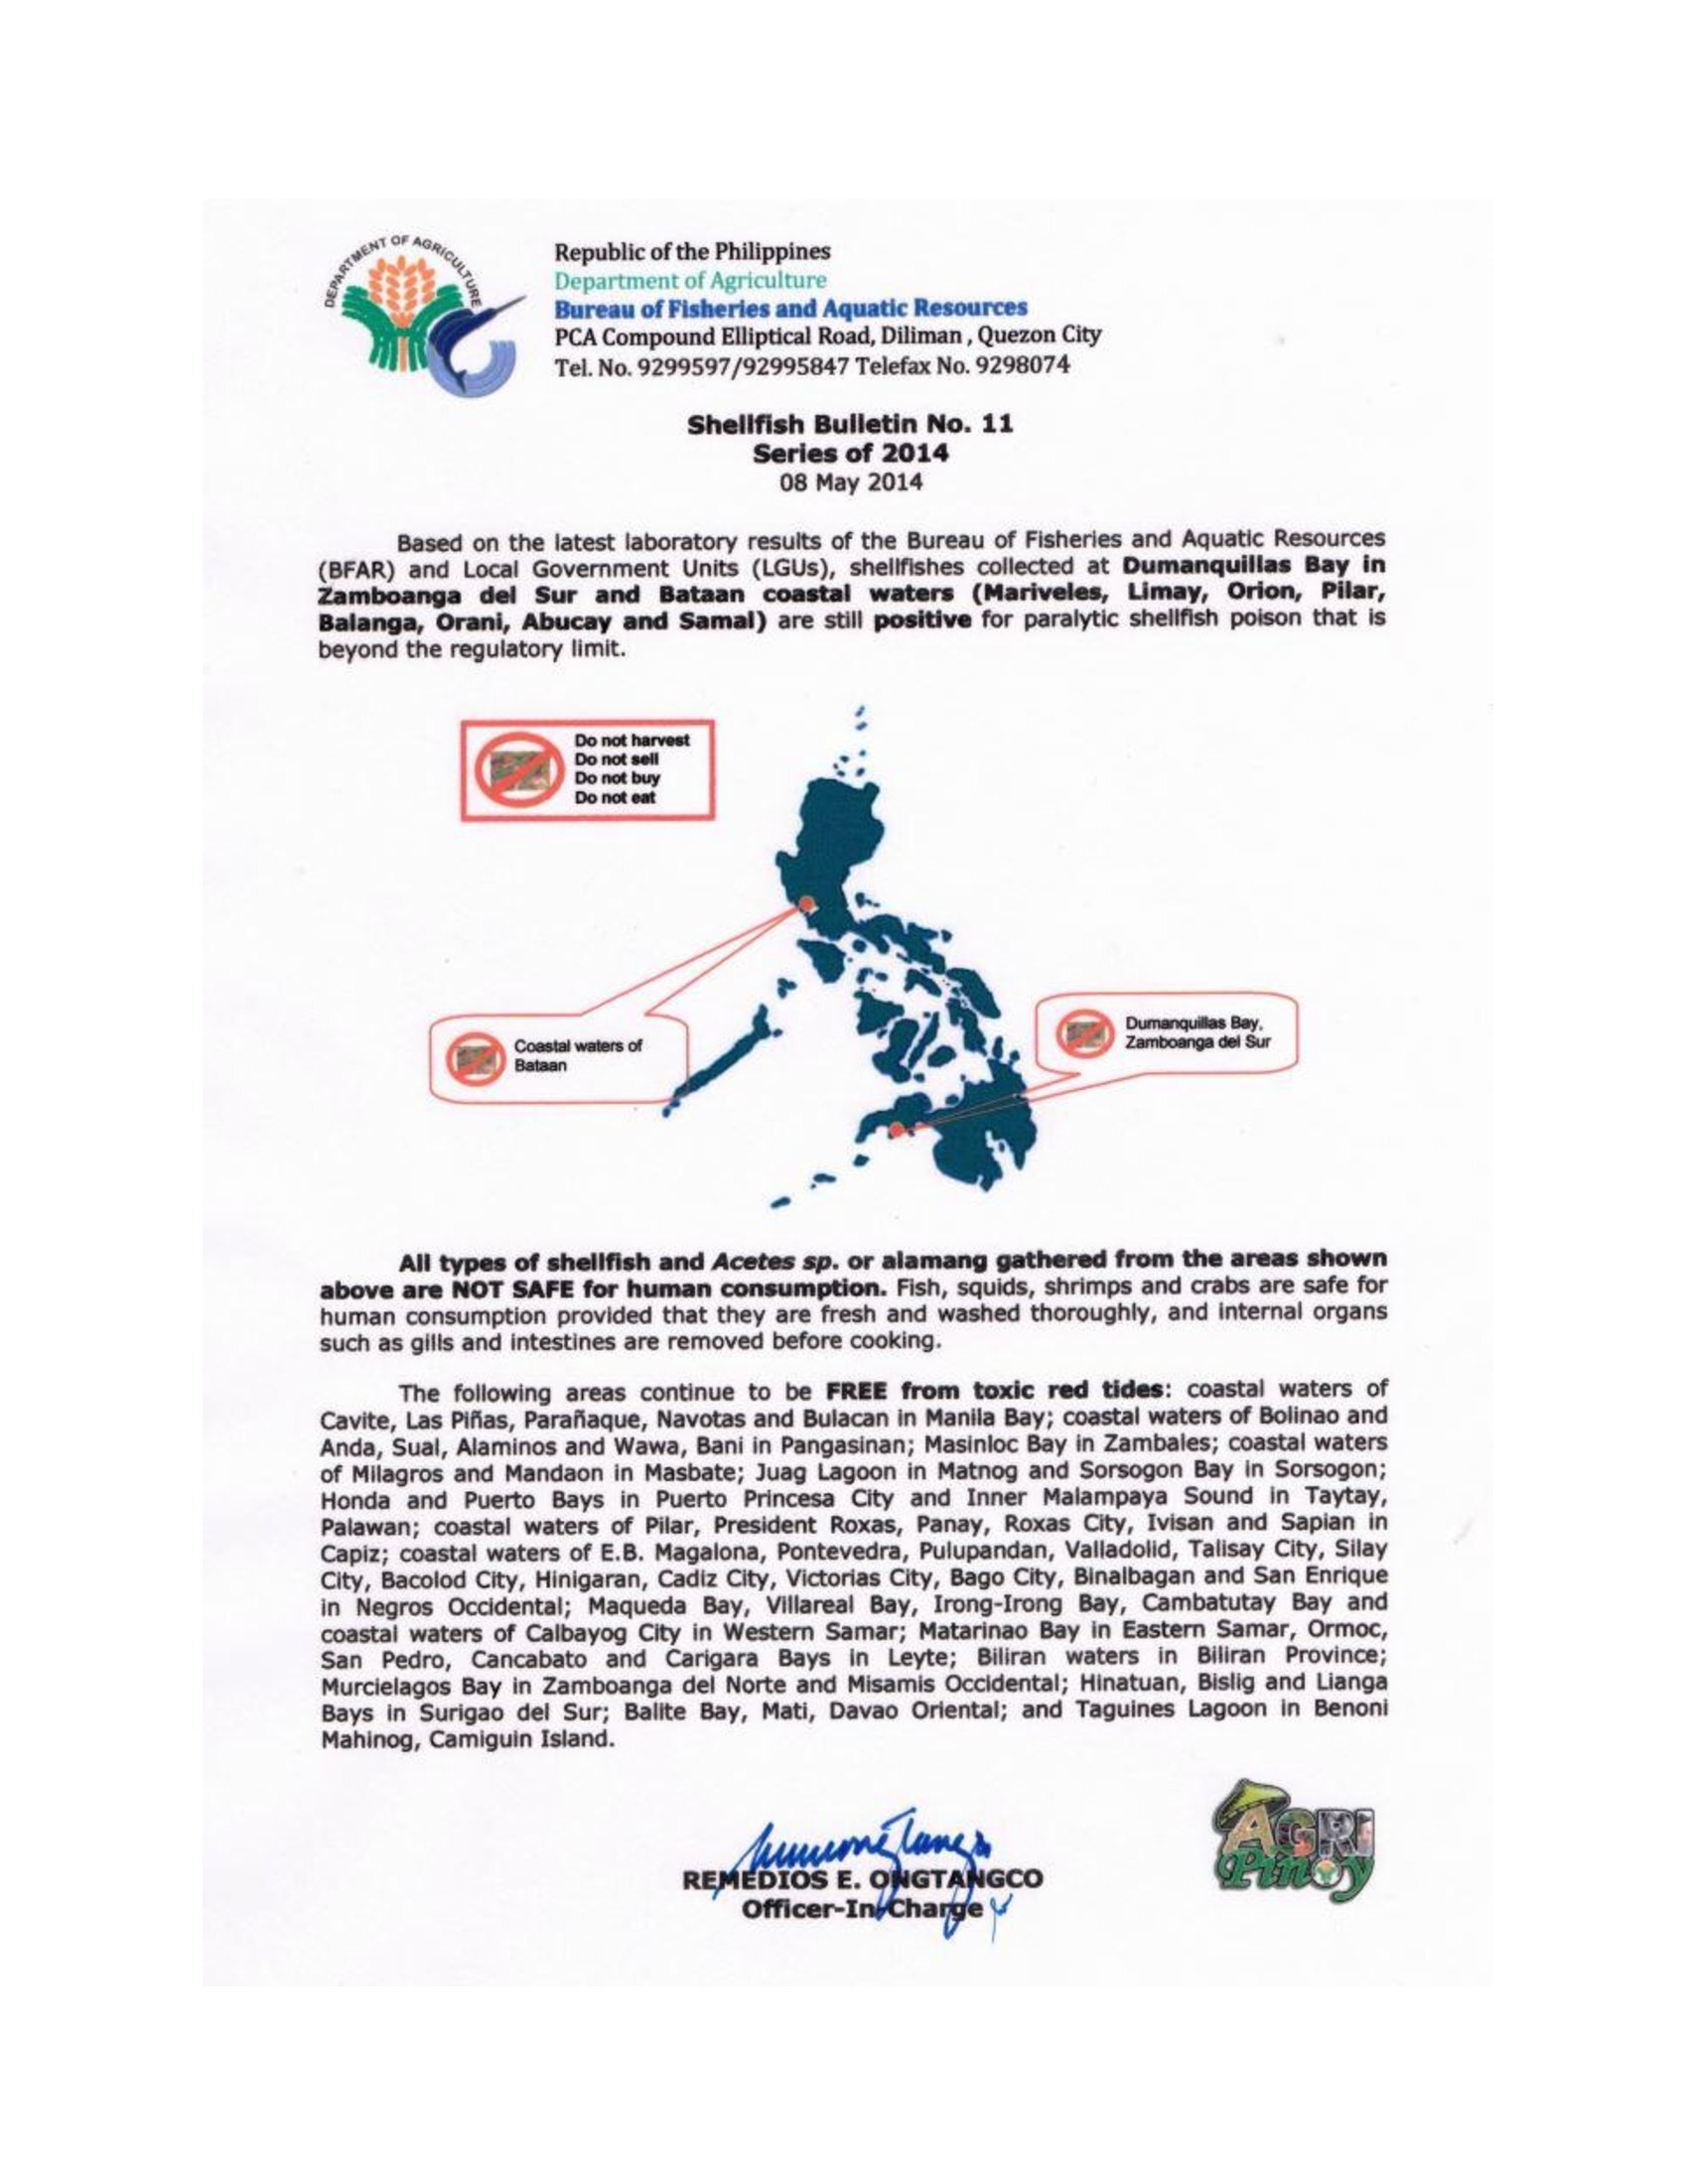 DEPARTMENT OF AGRICULTURE
Republic of the Philippines
Department of Agriculture
Bureau of Fisheries and Aquatic Resources
PCA Compound Elliptical Road, Diliman , Quezon City
Tel. No. 9299597/92995847 Telefax No. 9298074
Shellfish Bulletin No. 11
Series of 2014
08 May 2014
Based on the latest laboratory results of the Bureau of Fisheries and Aquatic Resources
(BFAR) and Local Government Units (LGUs), shellfishes collected at Dumanquillas Bay in
Zamboanga del Sur and Bataan coastal waters (Mariveles, Limay, Orion, Pilar,
Balanga, Orani, Abucay and Samal) are still positive for paralytic shellfish poison that is
beyond the regulatory limit.
Do not harvest
Do not sell
Do not buy
Do not eat
Coastal waters of
Bataan
Dumanquillas Bay,
Zamboanga del Sur
All types of shellfish and Acetes sp. or alamang gathered from the areas shown
above are NOT SAFE for human consumption. Fish, squids, shrimps and crabs are safe for
human consumption provided that they are fresh and washed thoroughly, and internal organs
such as gills and intestines are removed before cooking.
The following areas continue to be FREE from toxic red tides: coastal waters of
Cavite, Las Piñas, Parañaque, Navotas and Bulacan in Manila Bay; coastal waters of Bolinao and
Anda, Sual, Alaminos and Wawa, Bani in Pangasinan; Masinloc Bay in Zambales; coastal waters
of Milagros and Mandaon in Masbate; Juag Lagoon in Matnog and Sorsogon Bay in Sorsogon;
Honda and Puerto Bays in Puerto Princesa City and Inner Malampaya Sound in Taytay,
Palawan; coastal waters of Pilar, President Roxas, Panay, Roxas City, Ivisan and Sapian in
Capiz; coastal waters of E.B. Magalona, Pontevedra, Pulupandan, Valladolid, Talisay City, Silay
City, Bacolod City, Hinigaran, Cadiz City, Victorias City, Bago City, Binalbagan and San Enrique
in Negros Occidental; Maqueda Bay, Villareal Bay, Irong-Irong Bay, Cambatutay Bay and
coastal waters of Calbayog City in Western Samar; Matarinao Bay in Eastern Samar, Ormoc,
San Pedro, Cancabato and Carigara Bays in Leyte; Biliran waters in Biliran Province;
Murcielagos Bay in Zamboanga del Norte and Misamis Occidental; Hinatuan, Bislig and Lianga
Bays in Surigao del Sur; Balite Bay, Mati, Davao Oriental; and Taguines Lagoon in Benoni
Mahinog, Camiguin Island.
REMEDIOS E. ONGTANGCO
Officer-In-Charge
AGRI
Pinoy